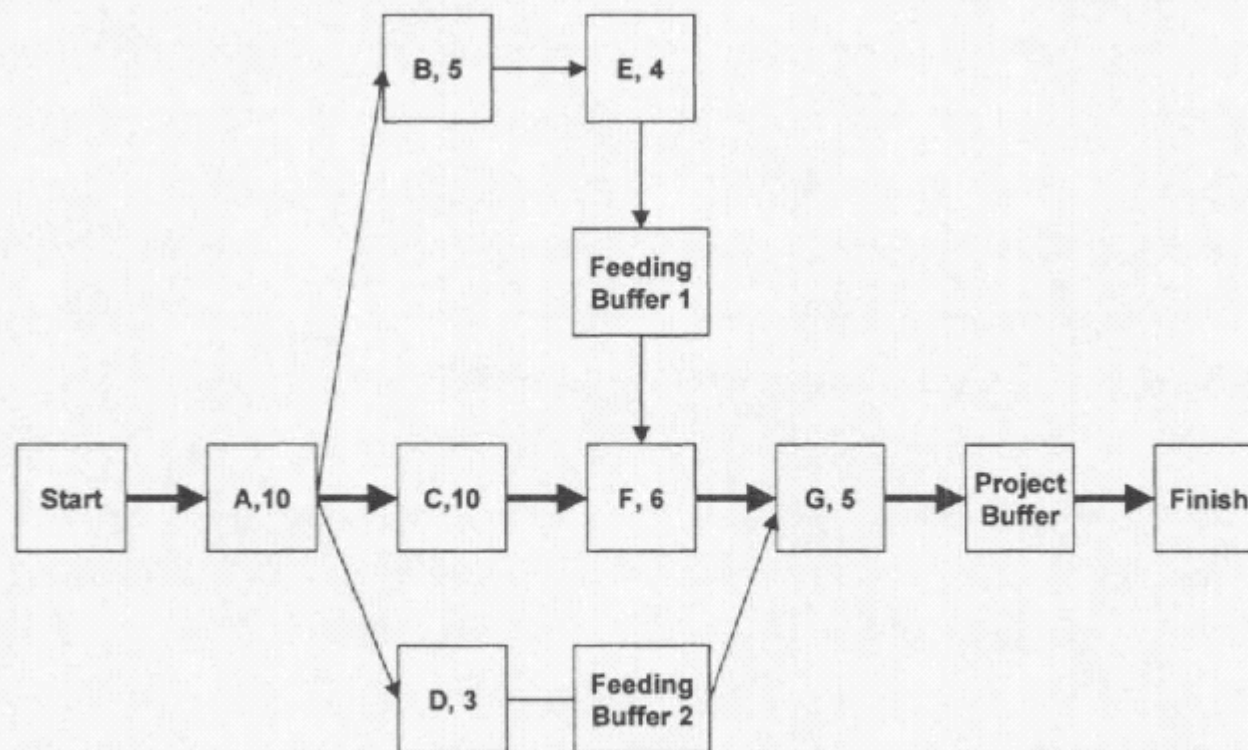 B, 5
E, 4
Feeding
Buffer 1
Start
A,10
C,10
F, 6
G, 5
Project
Buffer
Finish
D, 3
Feeding
Buffer 2